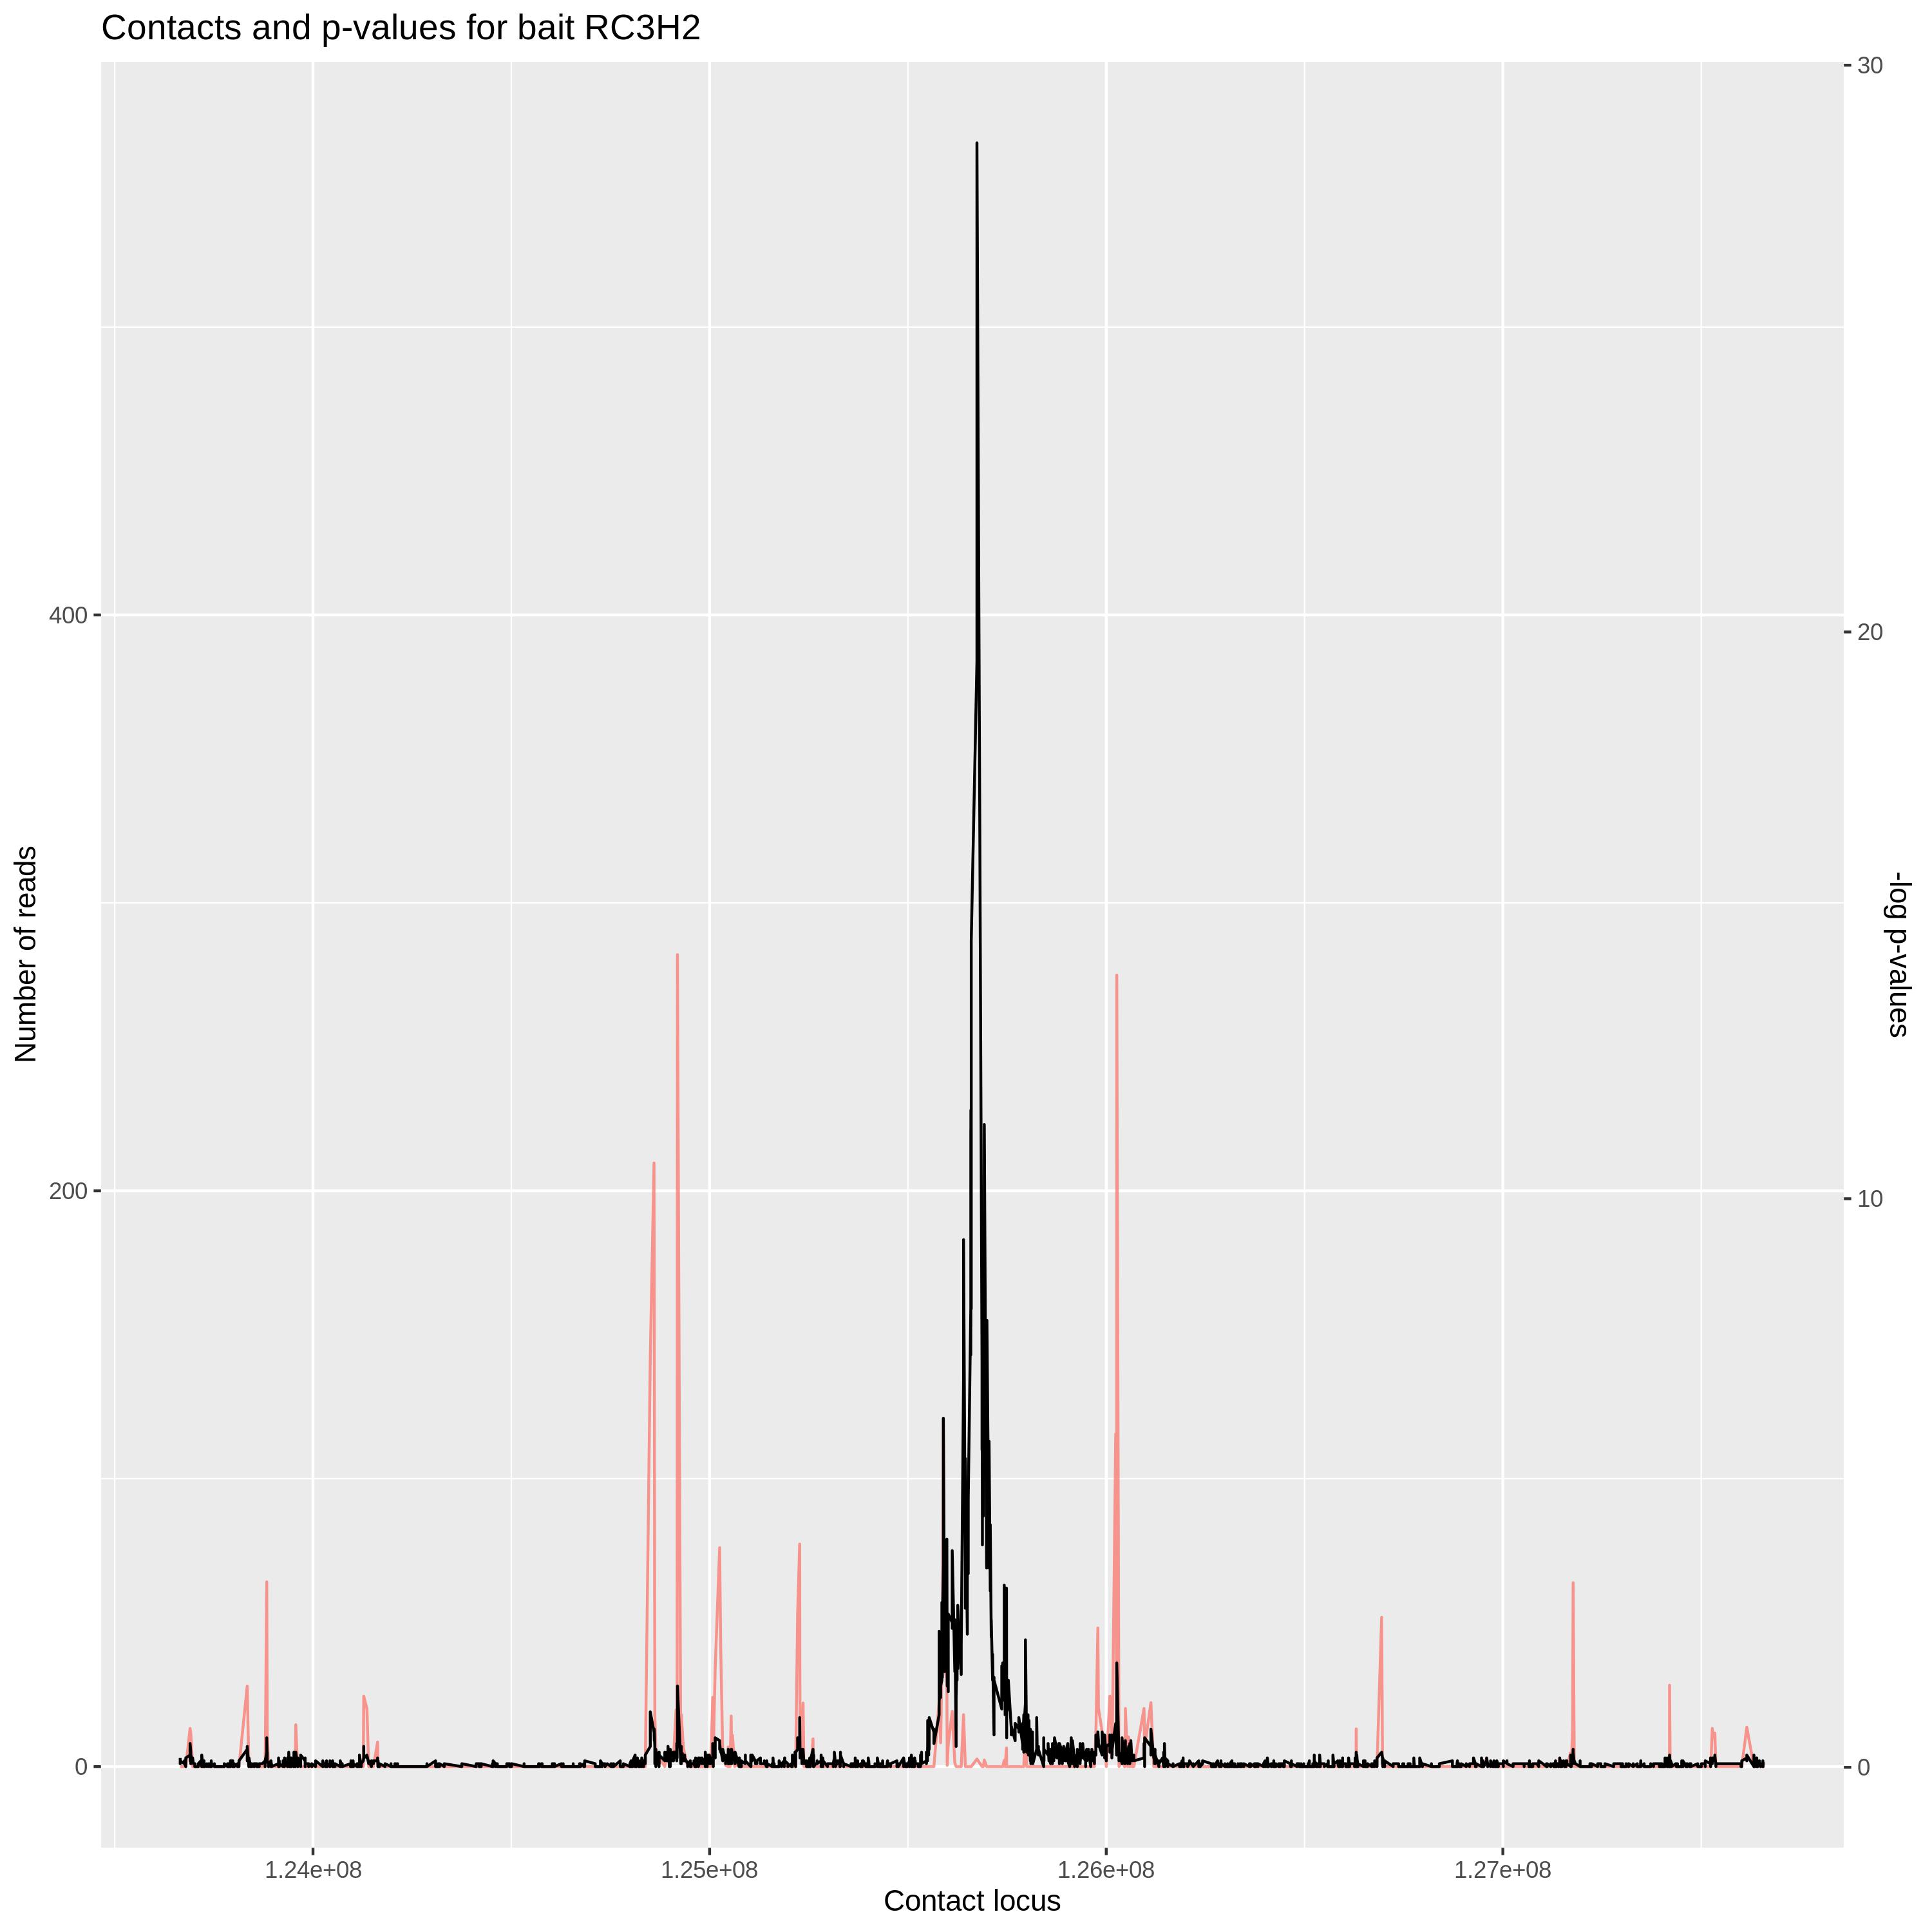 Contacts and p-values for bait RC3H2
30
400
20
Number of reads
-log p-values
200
10
0
0
1.24e+08
1.25e+08
1.26e+08
1.27e+08
Contact locus